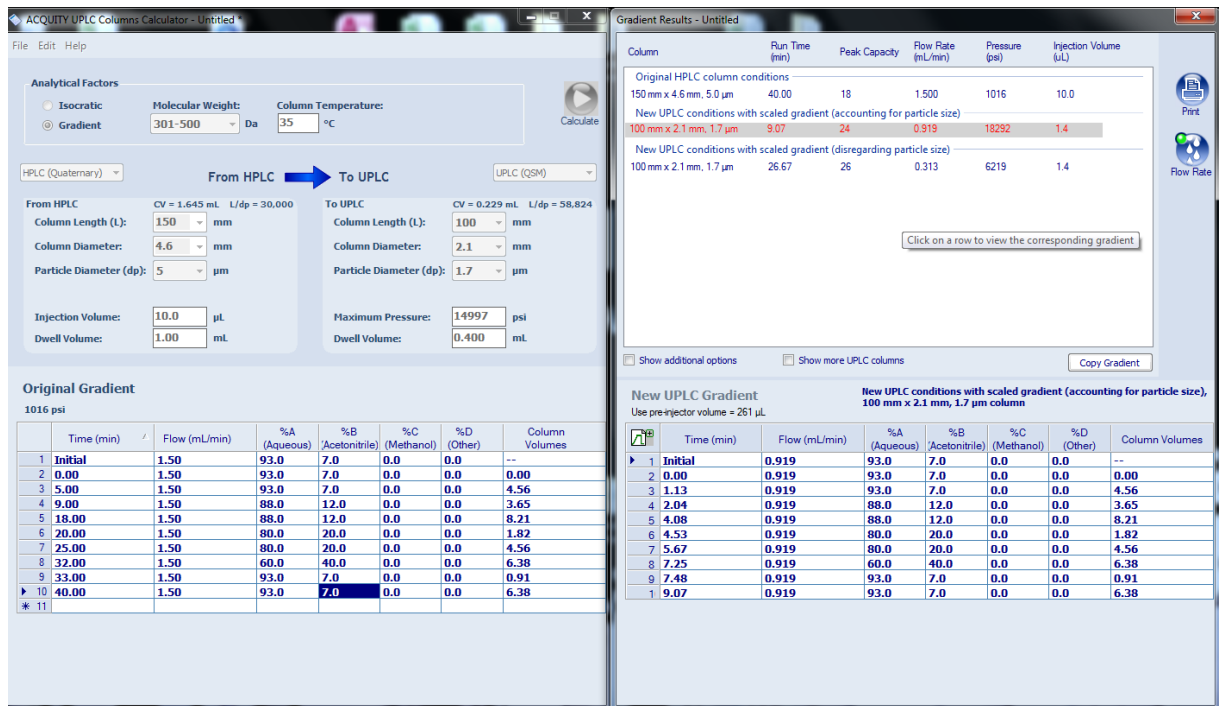 ACQUITY UPLC Columns Calculator - Untitled *
File Edit Help
Analytical Factors
Isocratic
Gradient
Molecular Weight:
301-500 Da
Column Temperature:
35 °C
Calculate
HPLC (Quaternary)
From HPLC To UPLC
UPLC (QSM)
From HPLC CV = 1.645 mL L/dp = 30,000
Column Length (L): 150 mm
Column Diameter: 4.6 mm
Particle Diameter (dp): 5 µm
Injection Volume: 10.0 µL
Dwell Volume: 1.00 mL
To UPLC CV = 0.229 mL L/dp = 58,824
Column Length (L): 100 mm
Column Diameter: 2.1 mm
Particle Diameter (dp): 1.7 µm
Maximum Pressure: 14997 psi
Dwell Volume: 0.400 mL
Original Gradient
1016 psi
Time (min) Flow (mL/min) %A (Aqueous) %B 'Acetonitrile) %C (Methanol) %D (Other) Column Volumes
1 Initial 1.50 93.0 7.0 0.0 0.0 --
2 0.00 1.50 93.0 7.0 0.0 0.0 0.00
3 5.00 1.50 93.0 7.0 0.0 0.0 4.56
4 9.00 1.50 88.0 12.0 0.0 0.0 3.65
5 18.00 1.50 88.0 12.0 0.0 0.0 8.21
6 20.00 1.50 80.0 20.0 0.0 0.0 1.82
7 25.00 1.50 80.0 20.0 0.0 0.0 4.56
8 32.00 1.50 60.0 40.0 0.0 0.0 6.38
9 33.00 1.50 93.0 7.0 0.0 0.0 0.91
10 40.00 1.50 93.0 7.0 0.0 0.0 6.38
* 11
Gradient Results - Untitled
Column Run Time (min) Peak Capacity Flow Rate (mL/min) Pressure (psi) Injection Volume (uL)
Original HPLC column conditions
150 mm x 4.6 mm, 5.0 µm 40.00 18 1.500 1016 10.0
New UPLC conditions with scaled gradient (accounting for particle size)
100 mm x 2.1 mm, 1.7 µm 9.07 24 0.919 18292 1.4
New UPLC conditions with scaled gradient (disregarding particle size)
100 mm x 2.1 mm, 1.7 µm 26.67 26 0.313 6219 1.4
Print
Flow Rate
Click on a row to view the corresponding gradient
Show additional options Show more UPLC columns Copy Gradient
New UPLC Gradient
Use pre-injector volume = 261 µL
New UPLC conditions with scaled gradient (accounting for particle size),
100 mm x 2.1 mm, 1.7 µm column
Time (min) Flow (mL/min) %A (Aqueous) %B 'Acetonitrile) %C (Methanol) %D (Other) Column Volumes
1 Initial 0.919 93.0 7.0 0.0 0.0 --
2 0.00 0.919 93.0 7.0 0.0 0.0 0.00
3 1.13 0.919 93.0 7.0 0.0 0.0 4.56
4 2.04 0.919 88.0 12.0 0.0 0.0 3.65
5 4.08 0.919 88.0 12.0 0.0 0.0 8.21
6 4.53 0.919 80.0 20.0 0.0 0.0 1.82
7 5.67 0.919 80.0 20.0 0.0 0.0 4.56
8 7.25 0.919 60.0 40.0 0.0 0.0 6.38
9 7.48 0.919 93.0 7.0 0.0 0.0 0.91
1 9.07 0.919 93.0 7.0 0.0 0.0 6.38